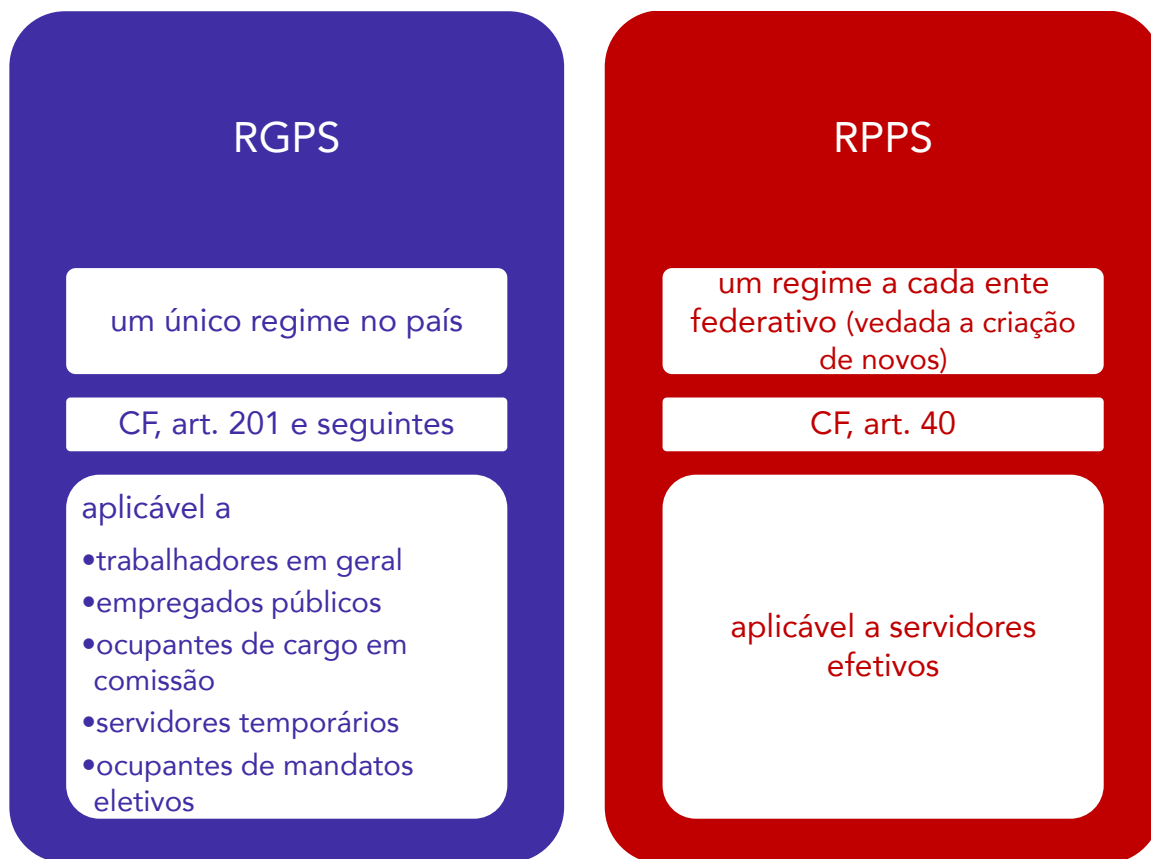 RGPS
um único regime no país
CF, art. 201 e seguintes
aplicável a
•trabalhadores em geral
•empregados públicos
•ocupantes de cargo em
comissão
•servidores temporários
•ocupantes de mandatos
eletivos
RPPS
um regime a cada ente
federativo (vedada a criação
de novos)
CF, art. 40
aplicável a servidores
efetivos